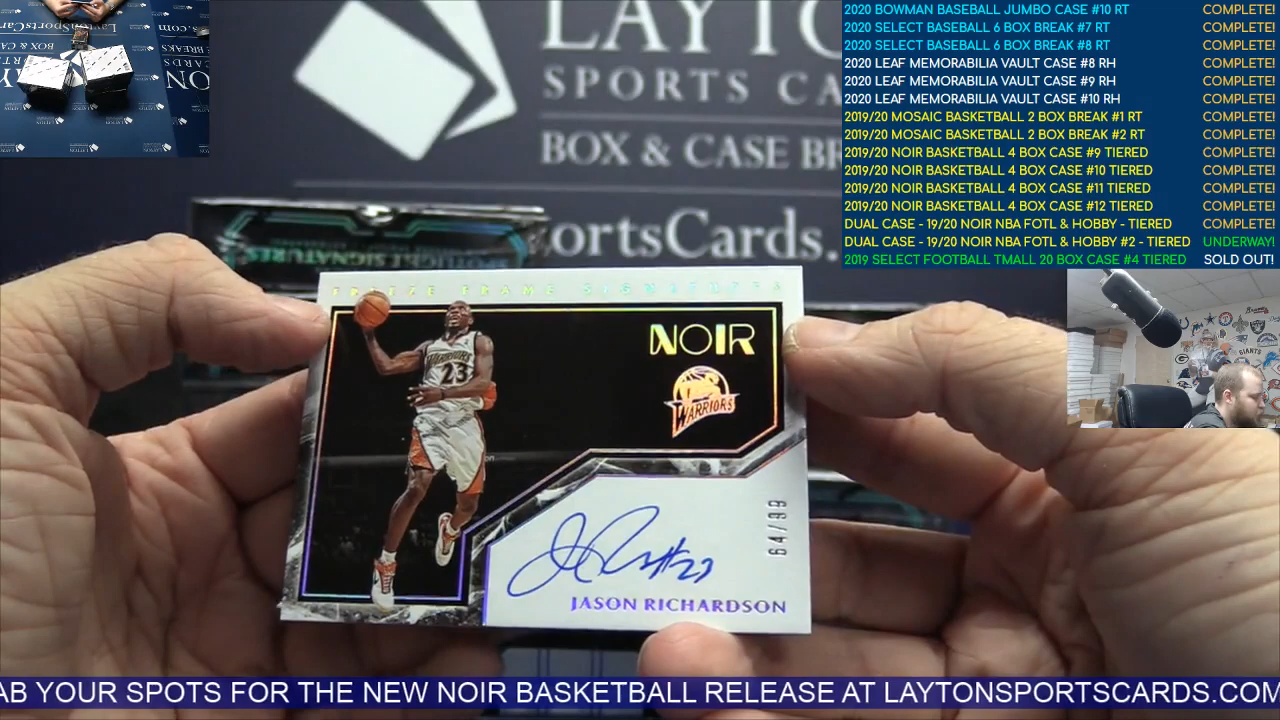 LAYTO
SPORTS CA
BOX & CASE BR
ortsCards.
2020 BOWMAN BASEBALL JUMBO CASE #10 RT COMPLETE!
2020 SELECT BASEBALL 6 BOX BREAK #7 RT COMPLETE!
2020 SELECT BASEBALL 6 BOX BREAK #8 RT COMPLETE!
2020 LEAF MEMORABILIA VAULT CASE #8 RH COMPLETE!
2020 LEAF MEMORABILIA VAULT CASE #9 RH COMPLETE!
2020 LEAF MEMORABILIA VAULT CASE #10 RH COMPLETE!
2019/20 MOSAIC BASKETBALL 2 BOX BREAK #1 RT COMPLETE!
2019/20 MOSAIC BASKETBALL 2 BOX BREAK #2 RT COMPLETE!
2019/20 NOIR BASKETBALL 4 BOX CASE #9 TIERED COMPLETE!
2019/20 NOIR BASKETBALL 4 BOX CASE #10 TIERED COMPLETE!
2019/20 NOIR BASKETBALL 4 BOX CASE #11 TIERED COMPLETE!
2019/20 NOIR BASKETBALL 4 BOX CASE #12 TIERED COMPLETE!
DUAL CASE - 19/20 NOIR NBA FOTL & HOBBY - TIERED COMPLETE!
DUAL CASE - 19/20 NOIR NBA FOTL & HOBBY #2 - TIERED UNDERWAY!
2019 SELECT FOOTBALL TMALL 20 BOX CASE #4 TIERED SOLD OUT!
FREEZE FRAME SIGNATURES
NOIR
WARRIORS
WARRIORS
23
64/99
#23
JASON RICHARDSON
AB YOUR SPOTS FOR THE NEW NOIR BASKETBALL RELEASE AT LAYTONSPORTSCARDS.COM